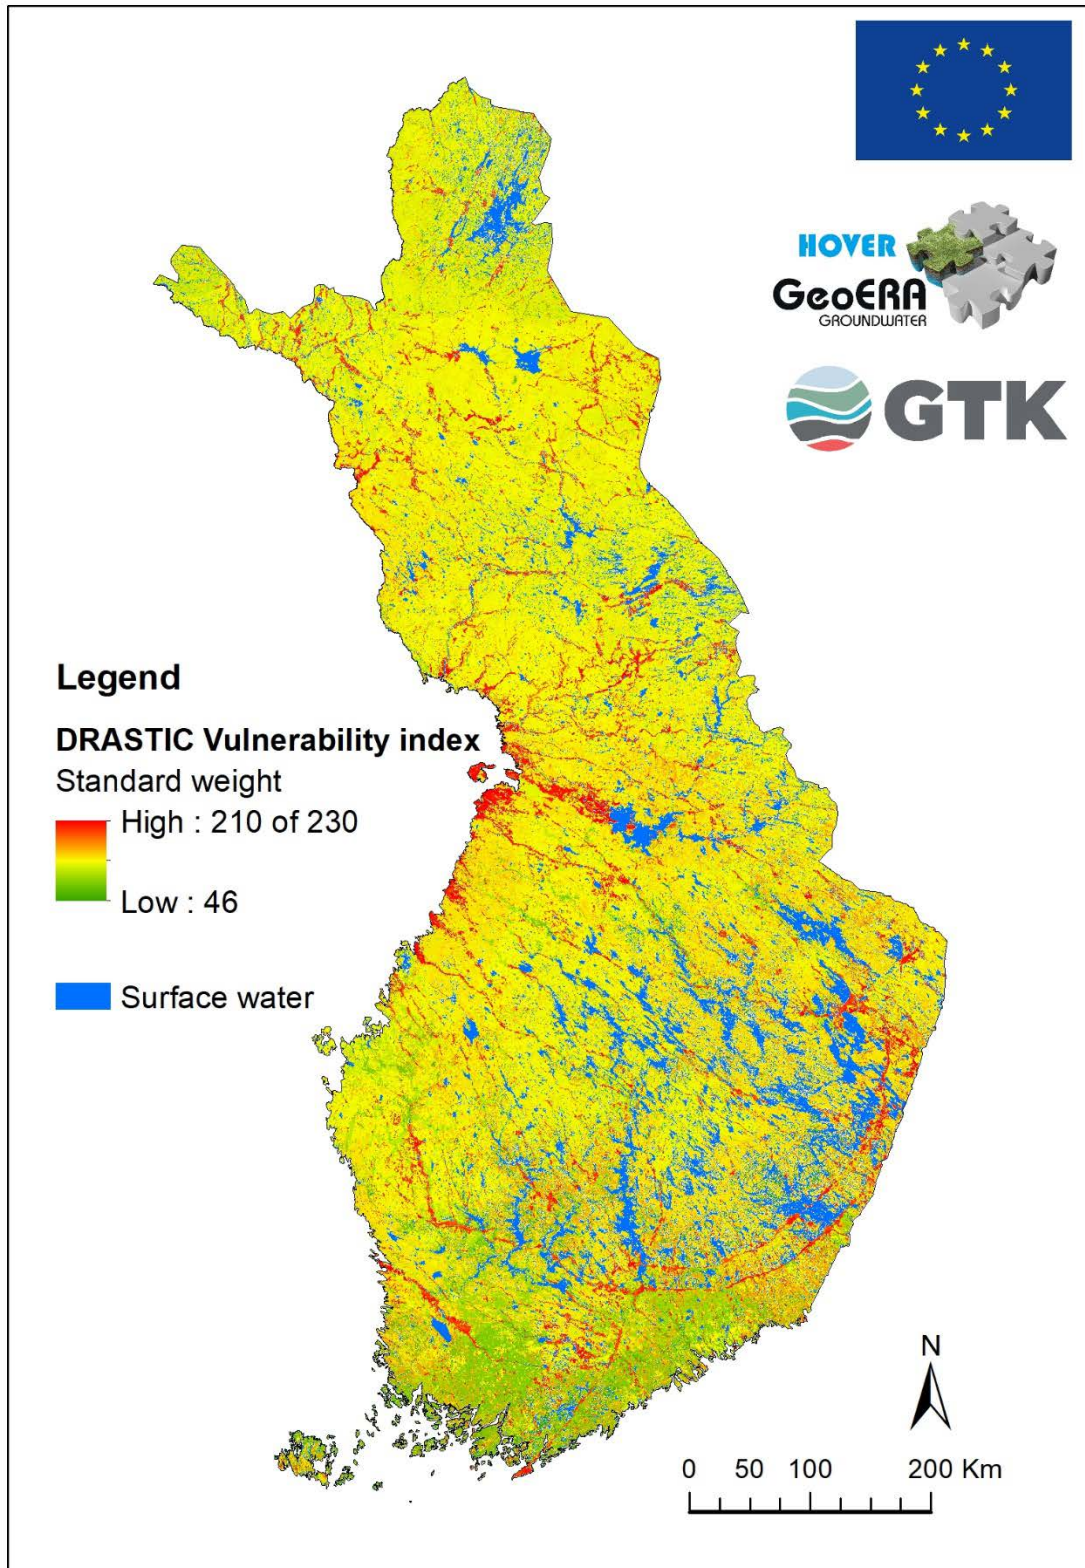 HOVER
GeoERA
GROUNDWATER
GTK
Legend
DRASTIC Vulnerability index
Standard weight
High : 210 of 230
Low : 46
Surface water
N
0 50 100 200 Km